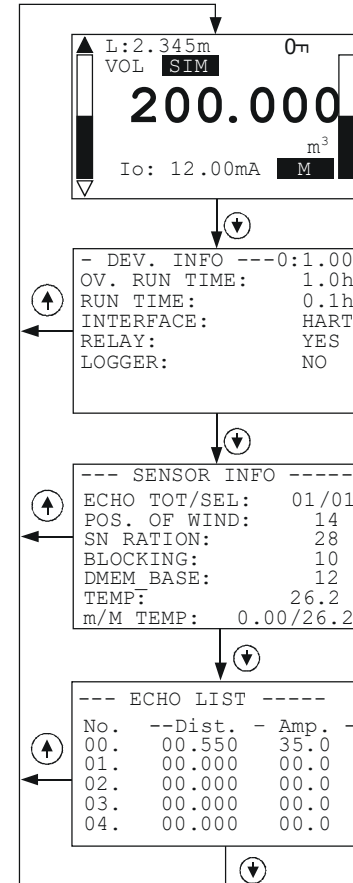 L:2.345m
VOL SIM
200.000
m³
Io: 12.00mA M
- DEV. INFO ---0:1.00
OV. RUN TIME: 1.0h
RUN TIME: 0.1h
INTERFACE: HART
RELAY: YES
LOGGER: NO
--- SENSOR INFO -----
ECHO TOT/SEL: 01/01
POS. OF WIND: 14
SN RATION: 28
BLOCKING: 10
DMEM_BASE: 12
TEMP: 26.2
m/M TEMP: 0.00/26.2
--- ECHO LIST -----
No. --Dist. - Amp. -
00. 00.550 35.0
01. 00.000 00.0
02. 00.000 00.0
03. 00.000 00.0
04. 00.000 00.0